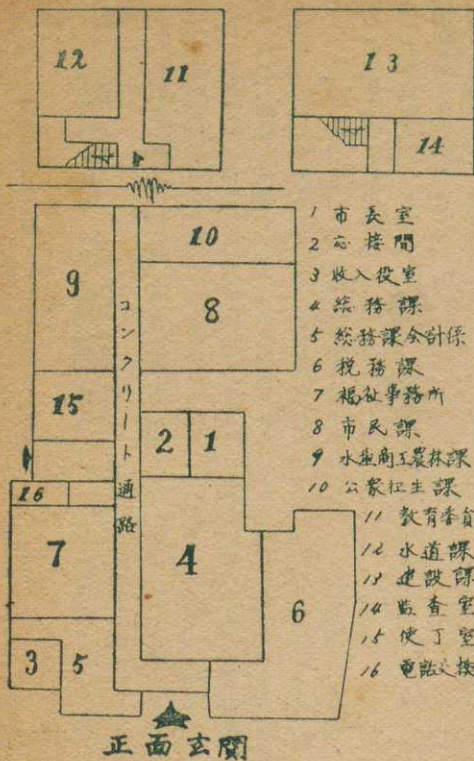 12
11
13
14
10
9
8
コンクリート通路
15
2
1
16
7
4
6
3
5
正面玄関
1 市長室
2 応接間
3 收入役室
4 総務課
5 総務課会計係
6 税務課
7 福祉事務所
8 市民課
9 水産商工農林課
10 公衆衛生課
11 教育委員
12 水道課
13 建設課
14 監査室
15 使丁室
16 電話交換